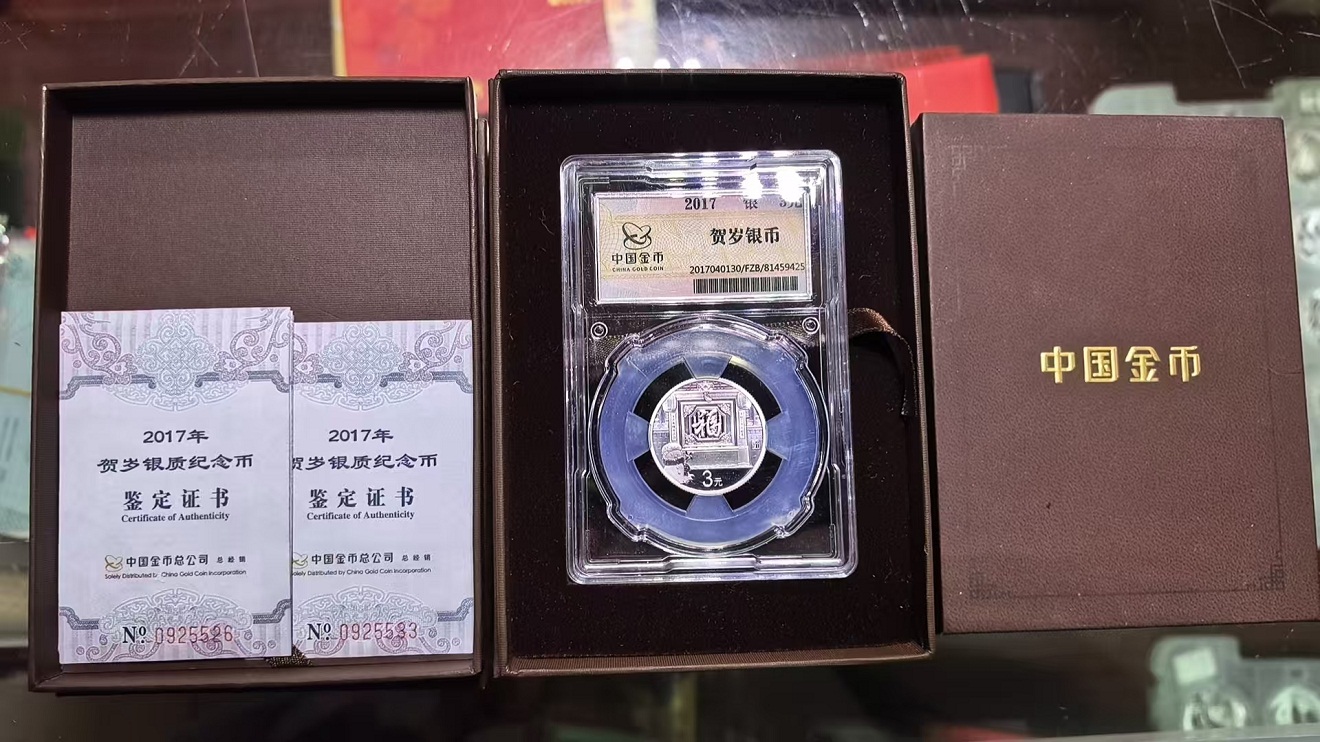 2017年
贺岁银质纪念币
鉴定证书
Certificate of Authenticity
中国金币总公司 总经销
Solely Distributed by China Gold Coin Incorporation
№ 0925526
2017年
贺岁银质纪念币
鉴定证书
Certificate of Authenticity
中国金币总公司 总经销
Solely Distributed by China Gold Coin Incorporation
№ 0925533
2017 银 3元
贺岁银币
中国金币
CHINA GOLD COIN
2017040130/FZB/81459425
福
3元
中国金币